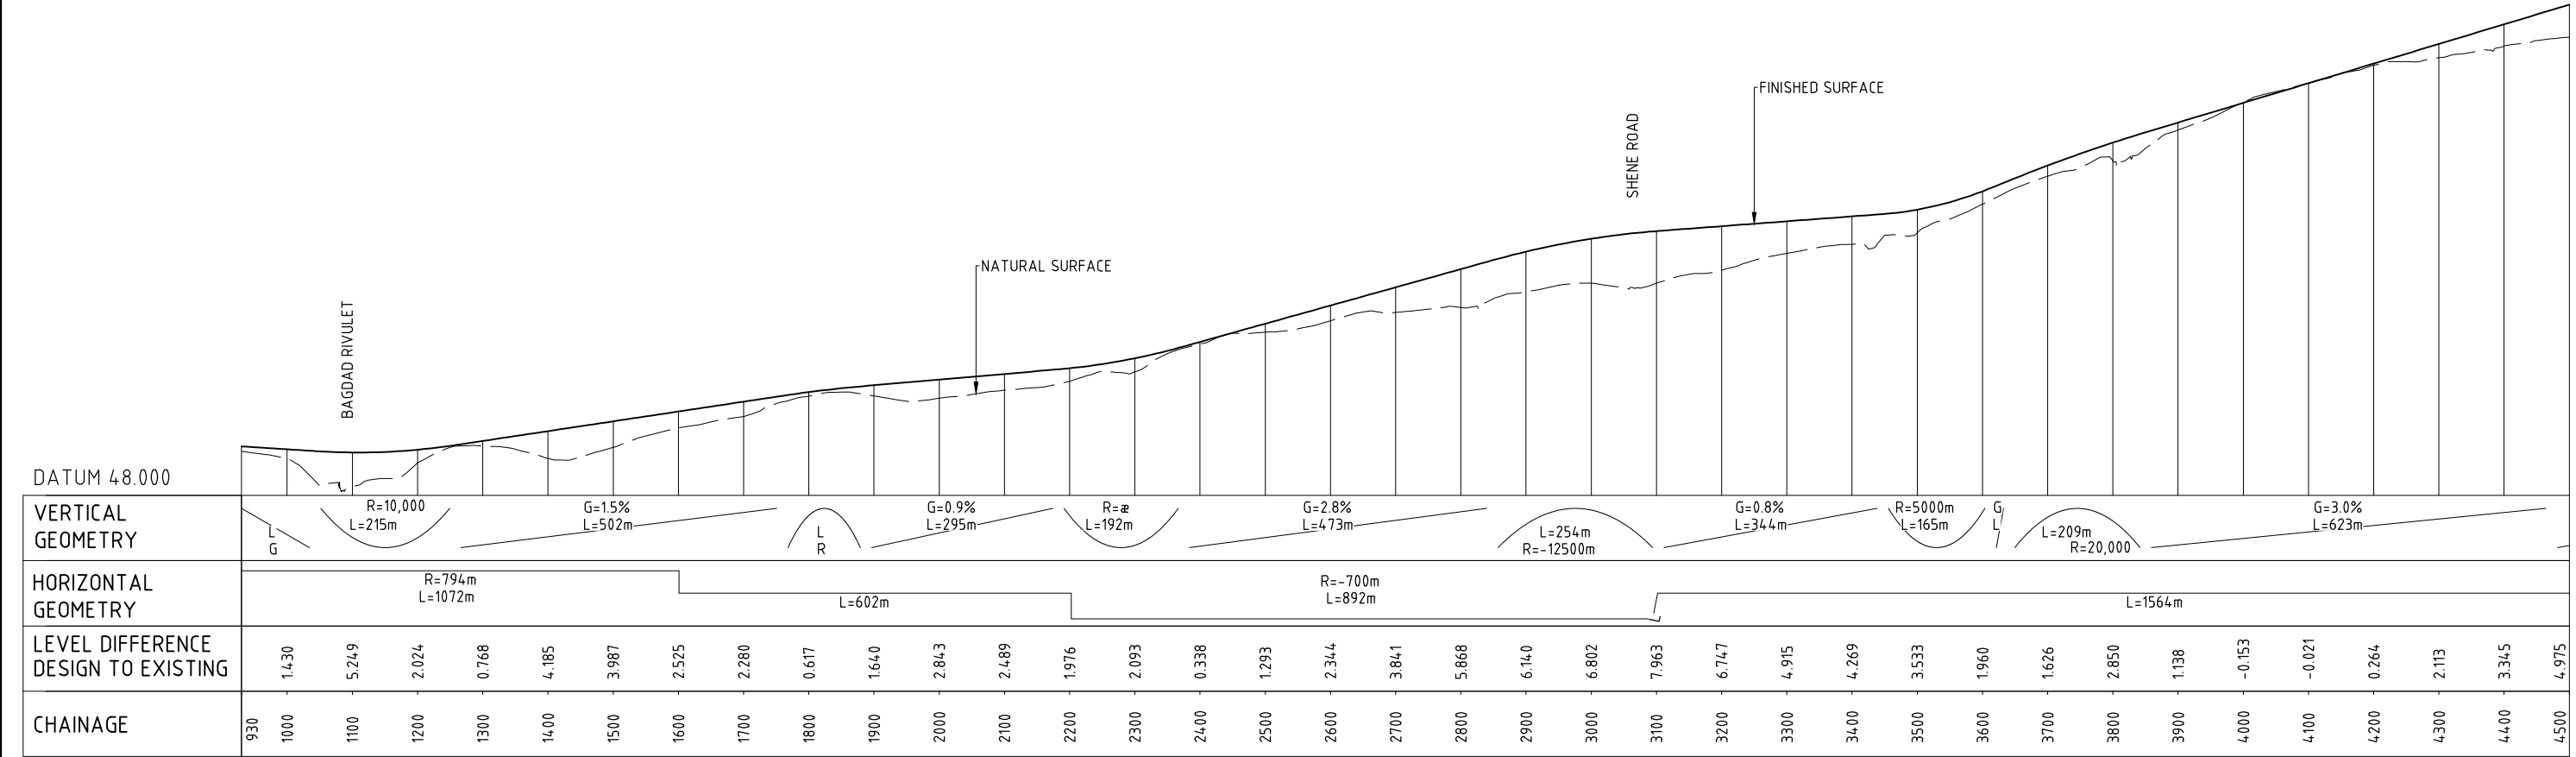 FINISHED SURFACE
SHENE ROAD
NATURAL SURFACE
BAGDAD RIVULET
DATUM 48.000
VERTICAL
GEOMETRY
L
G
R=10,000
L=215m
G=1.5%
L=502m
L
R
G=0.9%
L=295m
R=æ
L=192m
G=2.8%
L=473m
L=254m
R=-12500m
G=0.8%
L=344m
R=5000m
L=165m
G
L
L=209m
R=20,000
G=3.0%
L=623m
HORIZONTAL
GEOMETRY
R=794m
L=1072m
L=602m
R=-700m
L=892m
L=1564m
LEVEL DIFFERENCE
DESIGN TO EXISTING
1.430
5.249
2.024
0.768
4.185
3.987
2.525
2.280
0.617
1.640
2.843
2.489
1.976
2.093
0.338
1.293
2.344
3.841
5.868
6.140
6.802
7.963
6.747
4.915
4.269
3.533
1.960
1.626
2.850
1.138
-0.153
-0.021
0.264
2.113
3.345
4.975
CHAINAGE
930
1000
1100
1200
1300
1400
1500
1600
1700
1800
1900
2000
2100
2200
2300
2400
2500
2600
2700
2800
2900
3000
3100
3200
3300
3400
3500
3600
3700
3800
3900
4000
4100
4200
4300
4400
4500